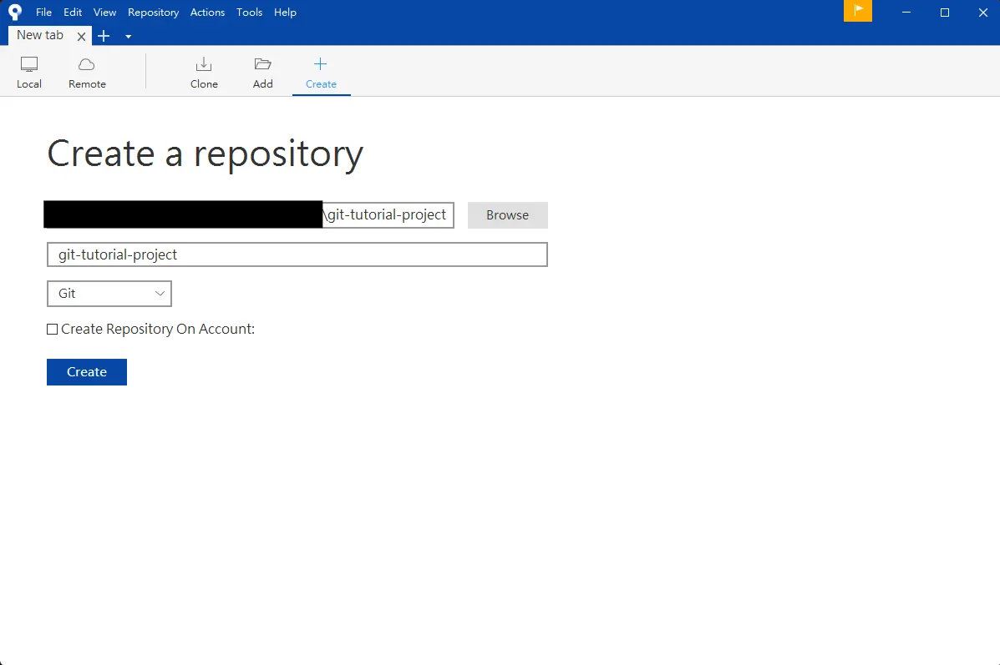 File Edit View Repository Actions Tools Help
New tab
Local Remote Clone Add Create
Create a repository
\git-tutorial-project Browse
git-tutorial-project
Git
Create Repository On Account:
Create